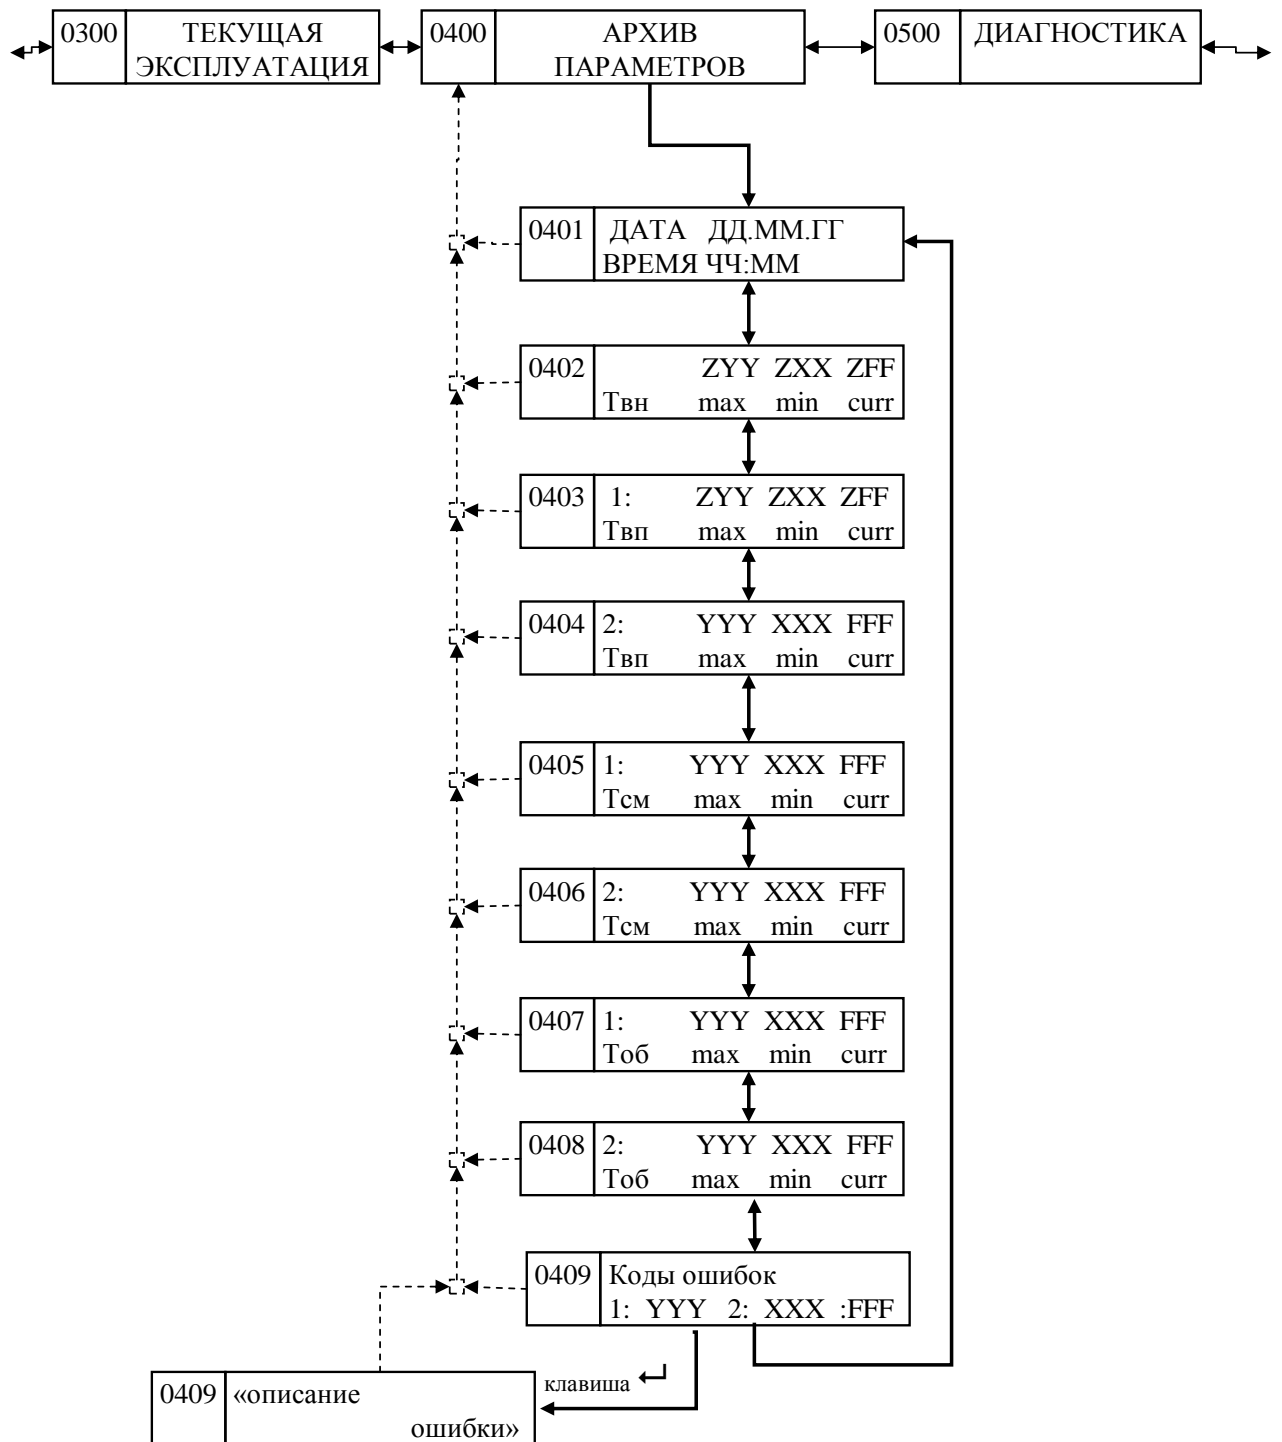 0300 ТЕКУЩАЯ
ЭКСПЛУАТАЦИЯ
0400 АРХИВ
ПАРАМЕТРОВ
0500 ДИАГНОСТИКА
0401 ДАТА ДД.ММ.ГГ
ВРЕМЯ ЧЧ:ММ
0402 ZYY ZXX ZFF
Твн max min curr
0403 1: ZYY ZXX ZFF
Твп max min curr
0404 2: YYY XXX FFF
Твп max min curr
0405 1: YYY XXX FFF
Тсм max min curr
0406 2: YYY XXX FFF
Тсм max min curr
0407 1: YYY XXX FFF
Тоб max min curr
0408 2: YYY XXX FFF
Тоб max min curr
0409 Коды ошибок
1: YYY 2: XXX :FFF
клавиша
0409 «описание
ошибки»